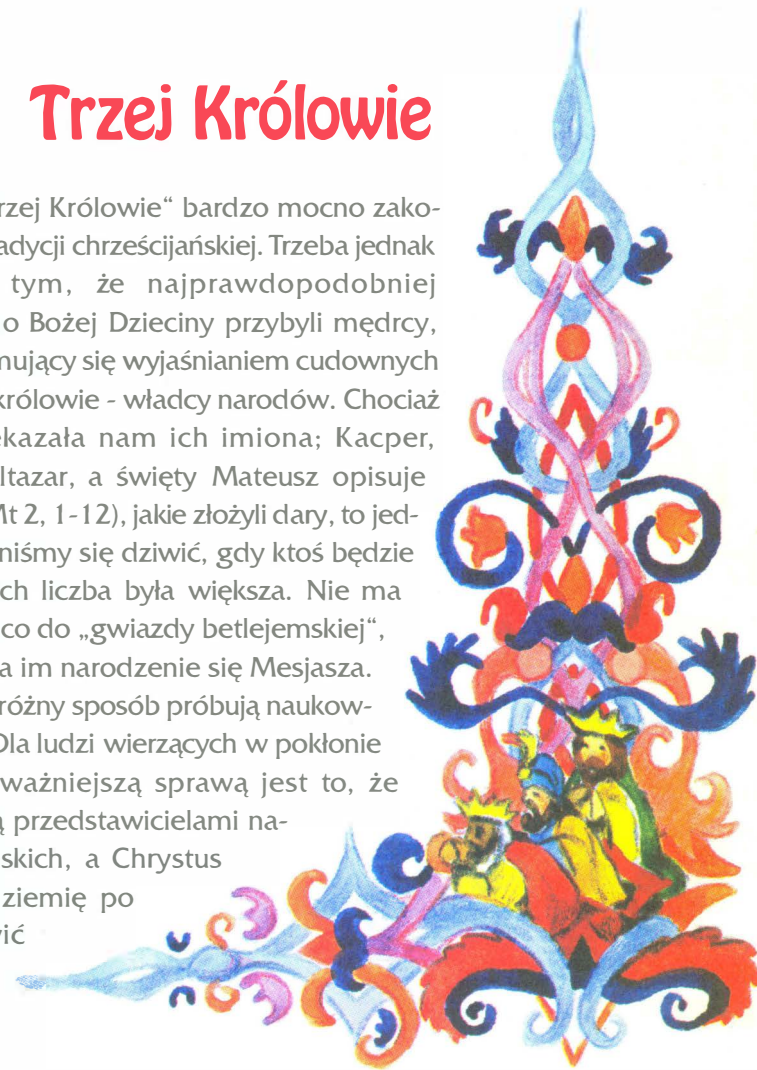 Trzej Królowie
rzej Królowie“ bardzo mocno zako-
adycji chrześcijańskiej. Trzeba jednak
tym, że najprawdopodobniej
o Bożej Dzieciny przybyli mędrcy,
mujący się wyjaśnianiem cudownych
królowie - władcy narodów. Chociaż
ekazała nam ich imiona; Kacper,
ltazar, a święty Mateusz opisuje
Mt 2, 1-12), jakie złożyli dary, to jed-
niśmy się dziwić, gdy ktoś będzie
ch liczba była większa. Nie ma
co do „gwiazdy betlejemskiej“,
a im narodzenie się Mesjasza.
różny sposób próbują naukow-
Dla ludzi wierzących w pokłonie
ważniejszą sprawą jest to, że
ą przedstawicielami na-
skich, a Chrystus
ziemię po
wić